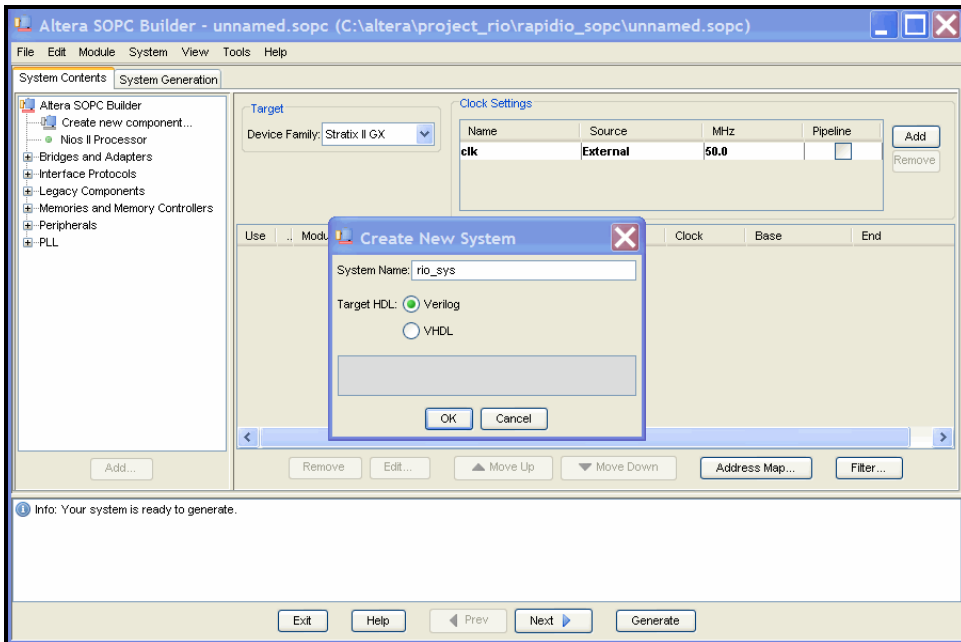 Altera SOPC Builder - unnamed.sopc (C:\altera\project_rio\rapidio_sopc\unnamed.sopc)
File Edit Module System View Tools Help
System Contents System Generation
Altera SOPC Builder
Create new component...
Nios II Processor
Bridges and Adapters
Interface Protocols
Legacy Components
Memories and Memory Controllers
Peripherals
PLL
Target
Device Family: Stratix II GX
Clock Settings
Name Source MHz Pipeline
clk External 50.0
Add
Remove
Use .. Modu Clock Base End
Create New System
System Name: rio_sys
Target HDL: Verilog
VHDL
OK Cancel
Add... Remove Edit... Move Up Move Down Address Map... Filter...
Info: Your system is ready to generate.
Exit Help Prev Next Generate